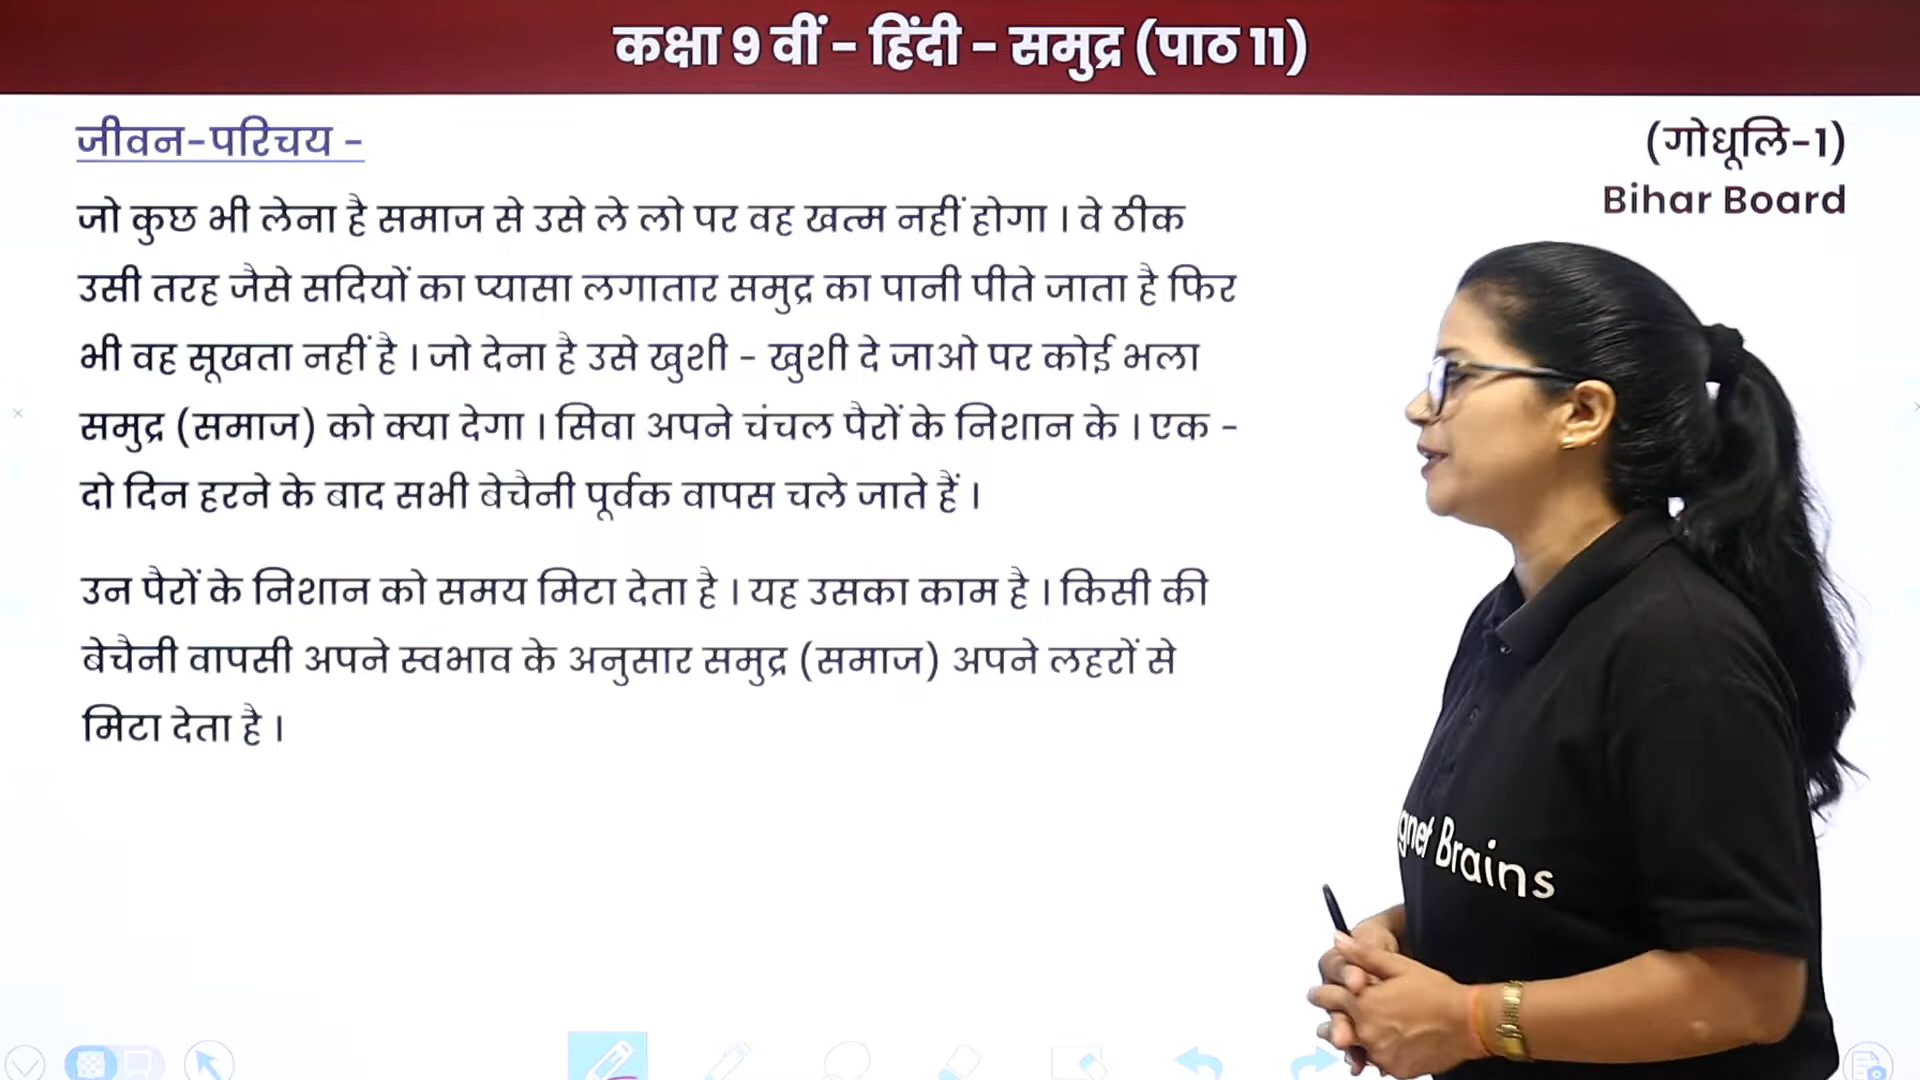 कक्षा 9 वीं - हिंदी - समुद्र (पाठ 11)
जीवन-परिचय -
(गोधूलि-1)
Bihar Board
जो कुछ भी लेना है समाज से उसे ले लो पर वह खत्म नहीं होगा । वे ठीक
उसी तरह जैसे सदियों का प्यासा लगातार समुद्र का पानी पीते जाता है फिर
भी वह सूखता नहीं है । जो देना है उसे खुशी - खुशी दे जाओ पर कोई भला
समुद्र (समाज) को क्या देगा । सिवा अपने चंचल पैरों के निशान के । एक -
दो दिन हरने के बाद सभी बेचैनी पूर्वक वापस चले जाते हैं ।
उन पैरों के निशान को समय मिटा देता है । यह उसका काम है । किसी की
बेचैनी वापसी अपने स्वभाव के अनुसार समुद्र (समाज) अपने लहरों से
मिटा देता है ।
gnet Brains